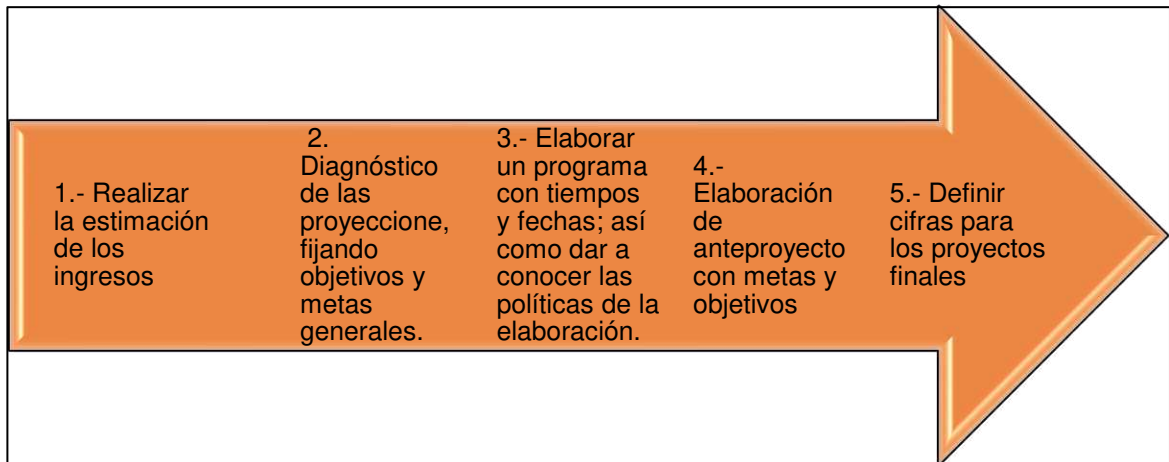 1.- Realizar
la estimación
de los
ingresos
2.
Diagnóstico
de las
proyeccione,
fijando
objetivos y
metas
generales.
3.- Elaborar
un programa
con tiempos
y fechas; así
como dar a
conocer las
políticas de la
elaboración.
4.-
Elaboración
de
anteproyecto
con metas y
objetivos
5.- Definir
cifras para
los proyectos
finales